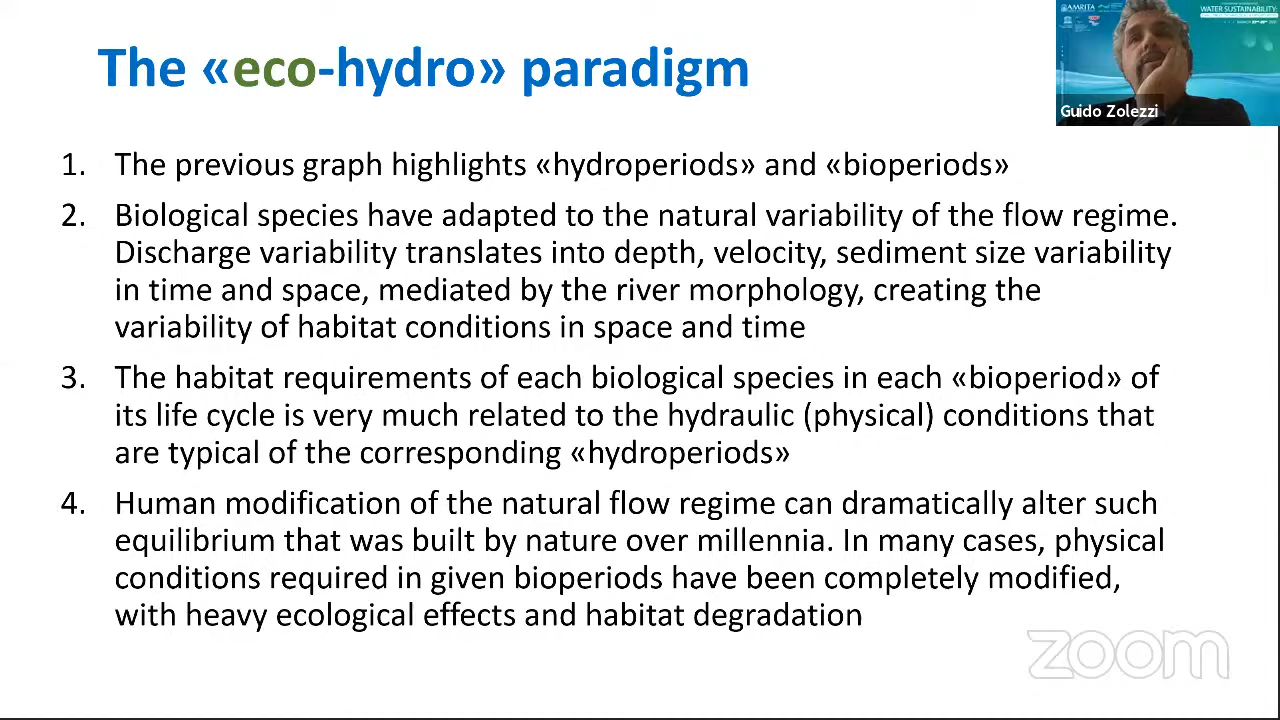 The «eco-hydro» paradigm
AMRITA
WATER SUSTAINABILITY:
Guido Zolezzi
1. The previous graph highlights «hydroperiods» and «bioperiods»
2. Biological species have adapted to the natural variability of the flow regime.
Discharge variability translates into depth, velocity, sediment size variability
in time and space, mediated by the river morphology, creating the
variability of habitat conditions in space and time
3. The habitat requirements of each biological species in each «bioperiod» of
its life cycle is very much related to the hydraulic (physical) conditions that
are typical of the corresponding «hydroperiods»
4. Human modification of the natural flow regime can dramatically alter such
equilibrium that was built by nature over millennia. In many cases, physical
conditions required in given bioperiods have been completely modified,
with heavy ecological effects and habitat degradation
zoom